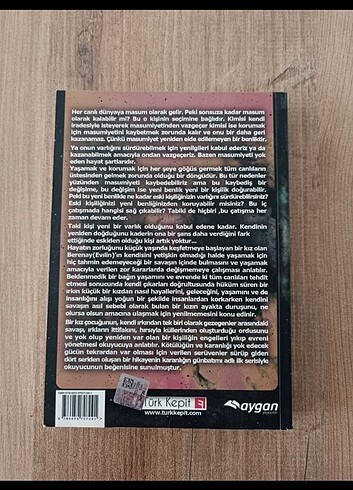 Her canlı dünyaya masum olarak gelir. Peki sonsuza kadar masum
olarak kalabilir mi? Bu o kişinin seçimine bağlıdır. Kimisi kendi
iradesiyle isteyerek masumiyetinden vazgeçer kimisi ise korumak
için masumiyetini kaybetmek zorunda kalır ve onu bir daha geri
kazanamaz. Çünkü masumiyet yeniden elde edilemeyen bir benliktir.
Ya onun varlığını sürdürebilmek için yenilgileri kabul ederiz ya da
kazanabilmek amacıyla ondan vazgeçeriz. Bazen masumiyeti yok
eden hayat şartlarıdır.
Yaşamak ve korumak için her şeye göğüs germek tüm canlıların
üstesinden gelmek zorunda olduğu bir döngüdür. Bu tür nedenler
yüzünden masumiyeti kaybedebiliriz ama bu kaybediş bir
değişime, bu değişim ise yeni benlik yeni bir kişilik doğurabilir.
Peki bu yeni benlikle ne kadar eski kişiliğinizin varlığını sürdürebilirsiniz?
Eski kişiliğinizi yeni benliğinizden koruyabilir misiniz? Bu iç
çatışmada hangisi sağ çıkabilir? Tabiki de hiçbiri ,bu çatışma her
zaman devam eder.
Taki kişi yeni bir varlık olduğunu kabul edene kadar. Kendinin
yeniden doğduğunu kaderin ona bir şans daha verdiğini fark
ettiğinde eskiden olduğu kişi artık yoktur...
Hayatın zorluğunu küçük yaşında keşfetmeye başlayan bir kız olan
Berenay(Evlin)'ın kendisini yetişkin olmadığı halde yaşamak için
hiç tahmin edemeyeceği bir savaşın içinde bulmasını ve yaşamak
amacıyla verilen zor kararlarda değişmemeye çalışması anlatılır.
Beklenmedik bir bağın yaşamını ve evrende ki tüm canlıları tehdit
etmesi sonucunda kendi çıkarları doğrultusunda hüküm süren bir
ırkın küçük bir kızdan nasıl hayallerini, geleceğini, yaşamını ve de
insanlığını alışı yoğun bir şekilde insanlardan korkarken kendini
savaşın asıl sebebi olarak bulan bir kızın ayakta duruşunu, ne
olursa olsun amacına ulaşmak için yenilmemesini konu edinir.
Bir kız çocuğunun, kendi ırkından tek biri olarak gezegenler arasındaki
savaşı, ırkların ittifakını, hırsıyla küllerinden oluşturduğu ordusunu
ve yok olup yeniden var olan bir kişiliğin engelleri yıkıp evreni
yönetmesi okuyucuya anlatılır. Kötülüğün ve karanlığı yok edecek
gücün tekrardan var olması için verilen serüvenler sürüp giden
dört seriden oluşan bir hikayenin karanlığın günbatımı adlı ilk serisiyle
okuyucunun beğenisine sunulmuştur.
Türk Kepit
www.turkkepit.com
aygan